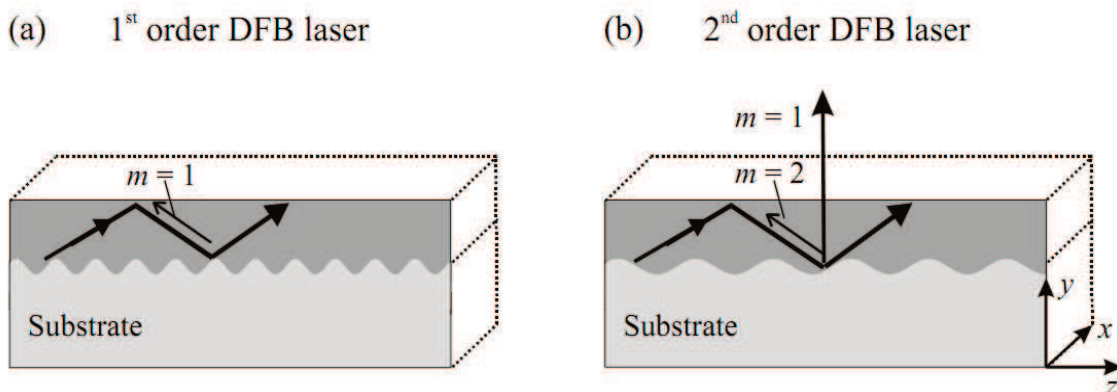 (a) 1st order DFB laser
m = 1
Substrate
(b) 2nd order DFB laser
m = 1
m = 2
Substrate
y
x
z